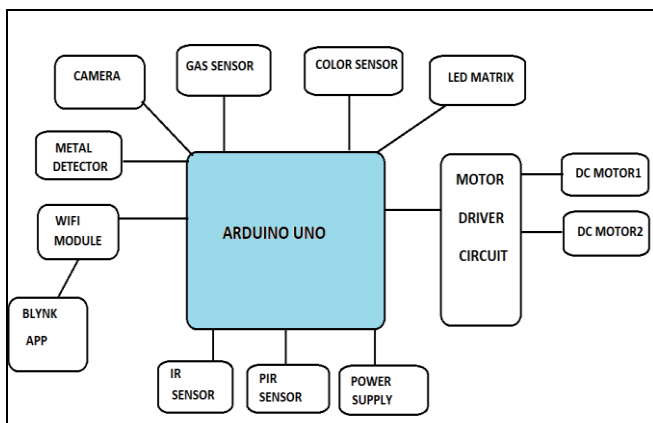 CAMERA
GAS SENSOR
COLOR SENSOR
LED MATRIX
METAL
DETECTOR
WIFI
MODULE
BLYNK
APP
ARDUINO UNO
MOTOR
DRIVER
CIRCUIT
DC MOTOR1
DC MOTOR2
IR
SENSOR
PIR
SENSOR
POWER
SUPPLY